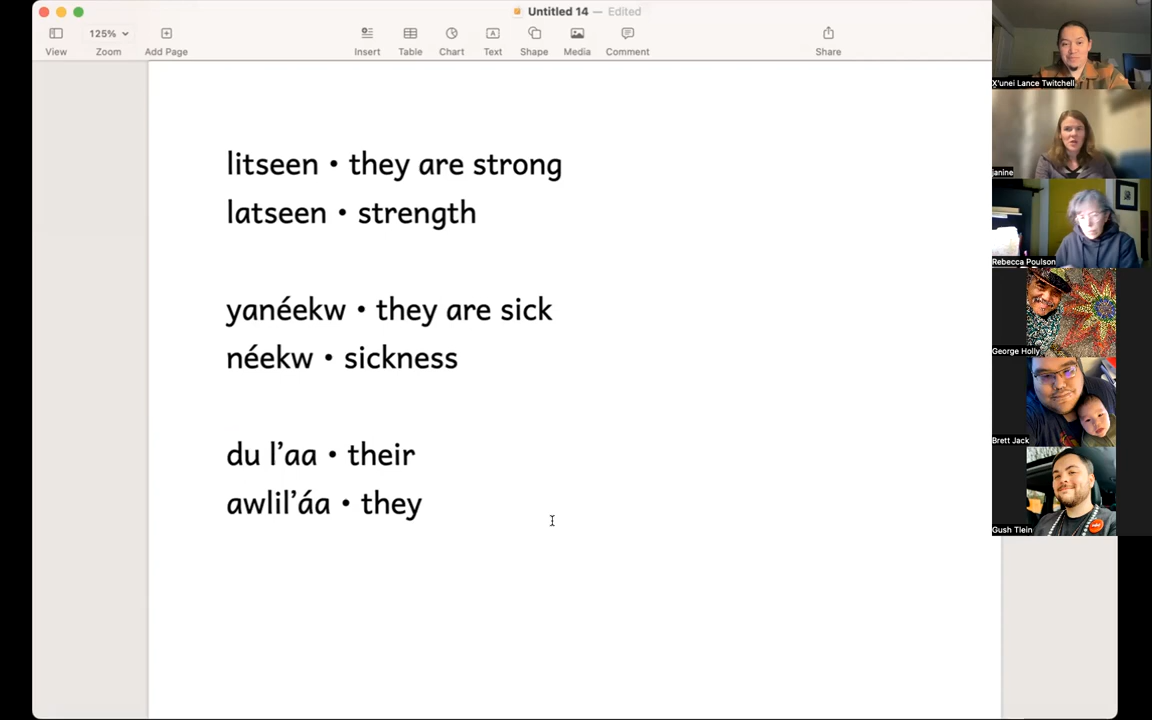 Untitled 14 — Edited
125%
View
Zoom
Add Page
Insert
Table
Chart
Text
Shape
Media
Comment
Share
litseen • they are strong
latseen • strength
yanéekw • they are sick
néekw • sickness
du l’aa • their
awlil’áa • they
X̱ʼunei Lance Twitchell
janine
Rebecca Poulson
George Holly
Brett Jack
Gush Tlein